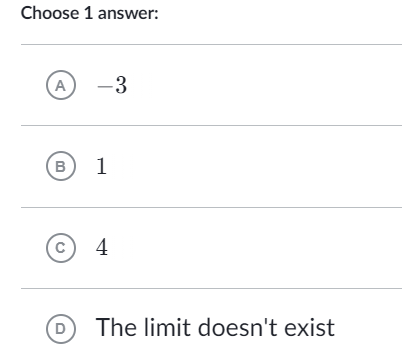 Choose 1 answer:
A −3
B 1
C 4
D The limit doesn't exist